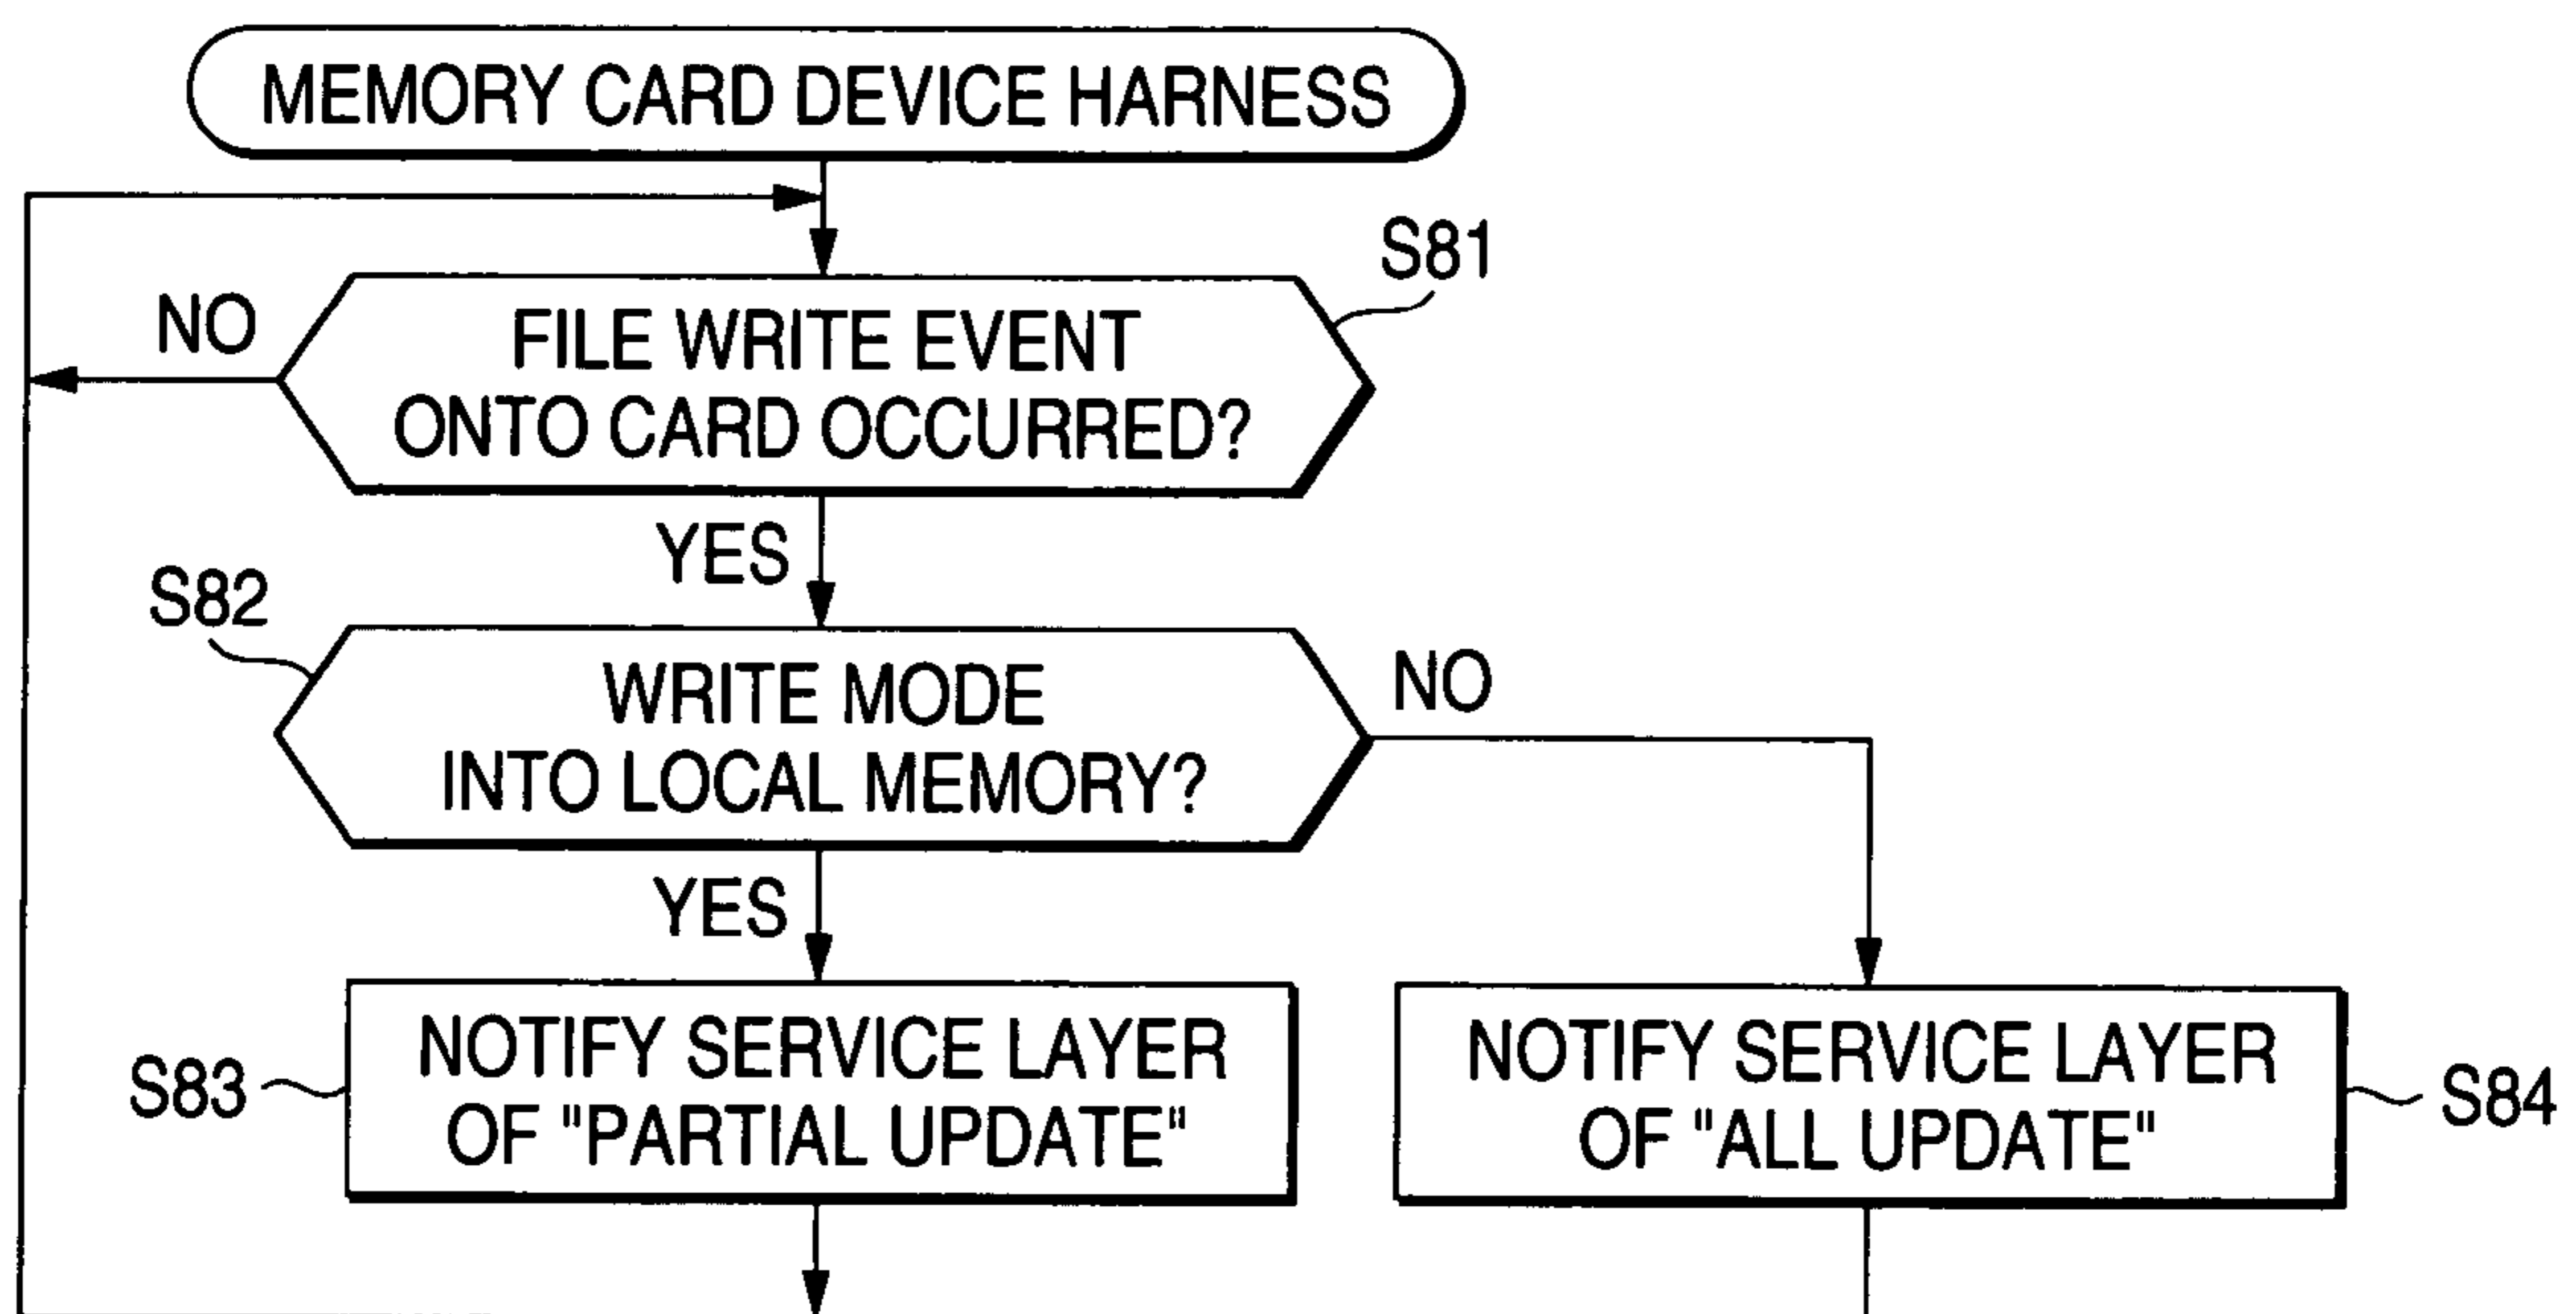 MEMORY CARD DEVICE HARNESS
S81
NO
FILE WRITE EVENT
ONTO CARD OCCURRED?
YES
S82
WRITE MODE
INTO LOCAL MEMORY?
NO
YES
S83
NOTIFY SERVICE LAYER
OF "PARTIAL UPDATE"
NOTIFY SERVICE LAYER
OF "ALL UPDATE"
S84